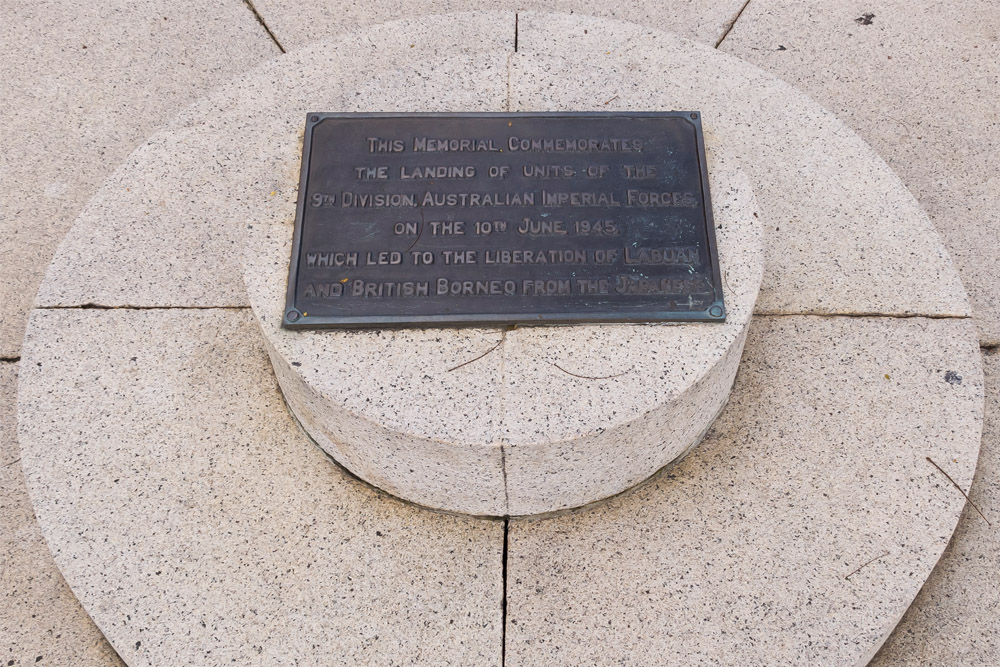 This Memorial Commemorates
the landing of units of the
9th Division, Australian Imperial Forces,
on the 10th June, 1945,
which led to the liberation of Labuan
and British Borneo from the Japanese